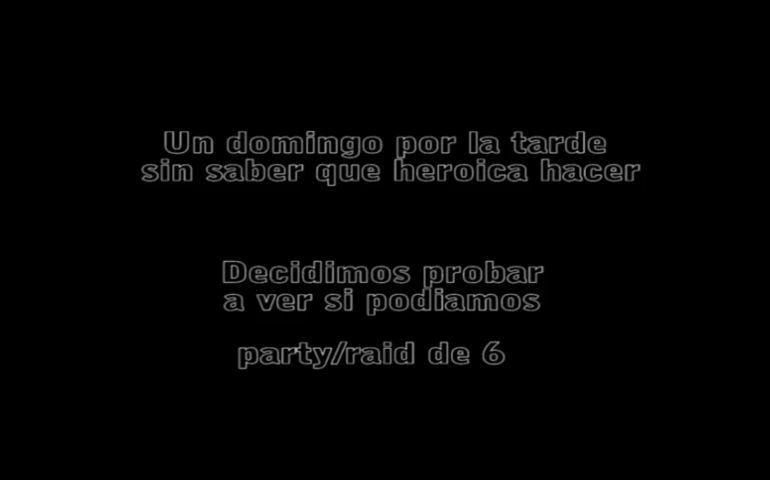 Un domingo por la tarde
sin saber que heroica hacer
Decidimos probar
a ver si podiamos
party/raid de 6